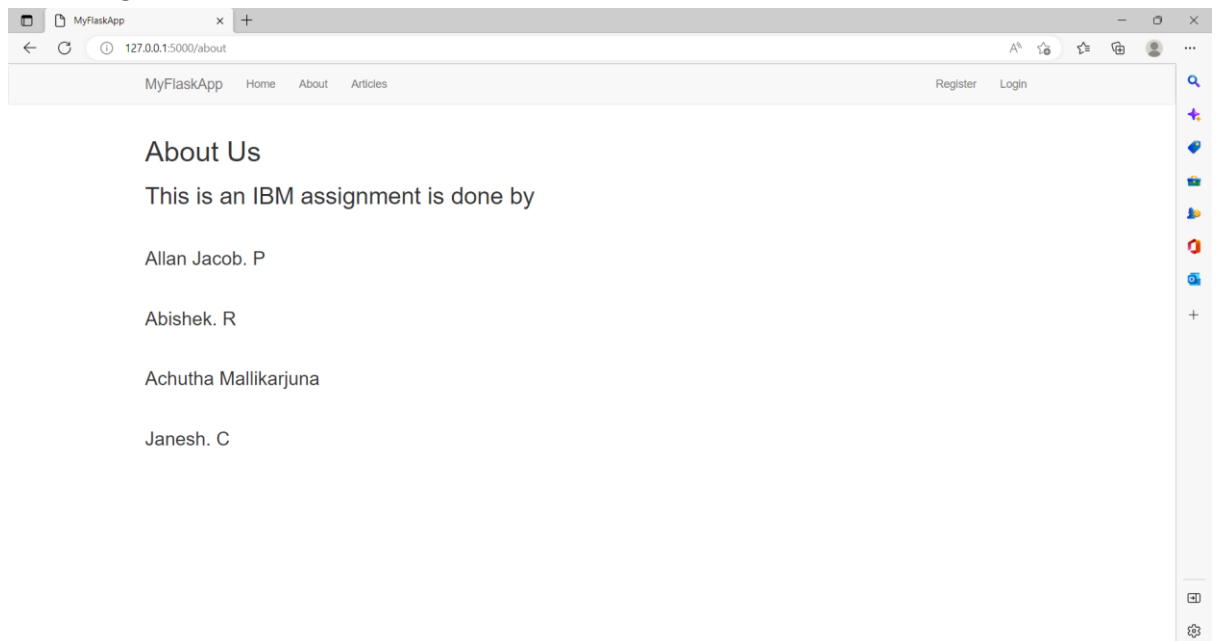 MyFlaskApp
127.0.0.1:5000/about
MyFlaskApp Home About Articles Register Login
About Us
This is an IBM assignment is done by
Allan Jacob. P
Abishek. R
Achutha Mallikarjuna
Janesh. C